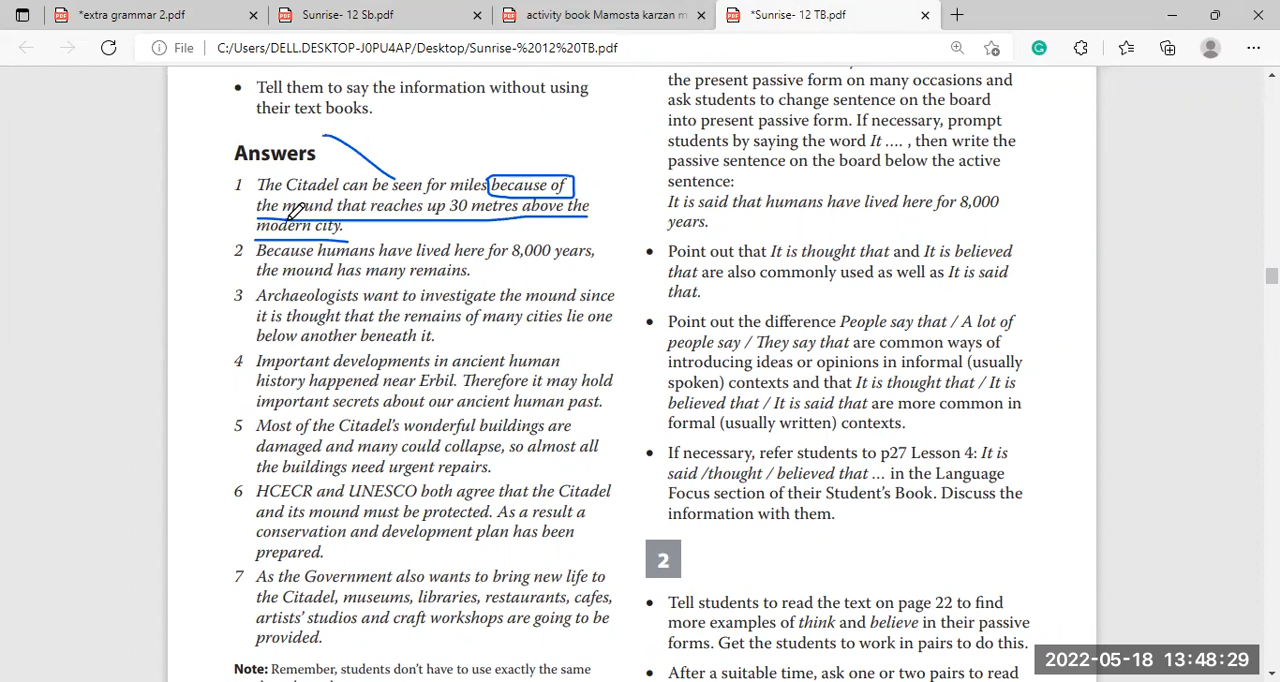 *extra grammar 2.pdf
Sunrise- 12 Sb.pdf
activity book Mamosta karzan m
*Sunrise- 12 TB.pdf
File
C:/Users/DELL.DESKTOP-J0PU4AP/Desktop/Sunrise-%2012%20TB.pdf
• Tell them to say the information without using
their text books.
Answers
1 The Citadel can be seen for miles because of
the mound that reaches up 30 metres above the
modern city.
2 Because humans have lived here for 8,000 years,
the mound has many remains.
3 Archaeologists want to investigate the mound since
it is thought that the remains of many cities lie one
below another beneath it.
4 Important developments in ancient human
history happened near Erbil. Therefore it may hold
important secrets about our ancient human past.
5 Most of the Citadel's wonderful buildings are
damaged and many could collapse, so almost all
the buildings need urgent repairs.
6 HCECR and UNESCO both agree that the Citadel
and its mound must be protected. As a result a
conservation and development plan has been
prepared.
7 As the Government also wants to bring new life to
the Citadel, museums, libraries, restaurants, cafes,
artists' studios and craft workshops are going to be
provided.
Note: Remember, students don't have to use exactly the same
the present passive form on many occasions and
ask students to change sentence on the board
into present passive form. If necessary, prompt
students by saying the word It .... , then write the
passive sentence on the board below the active
sentence:
It is said that humans have lived here for 8,000
years.
• Point out that It is thought that and It is believed
that are also commonly used as well as It is said
that.
• Point out the difference People say that / A lot of
people say / They say that are common ways of
introducing ideas or opinions in informal (usually
spoken) contexts and that It is thought that / It is
believed that / It is said that are more common in
formal (usually written) contexts.
• If necessary, refer students to p27 Lesson 4: It is
said /thought / believed that ... in the Language
Focus section of their Student's Book. Discuss the
information with them.
2
• Tell students to read the text on page 22 to find
more examples of think and believe in their passive
forms. Get the students to work in pairs to do this.
• After a suitable time, ask one or two pairs to read
2022-05-18 13:48:29